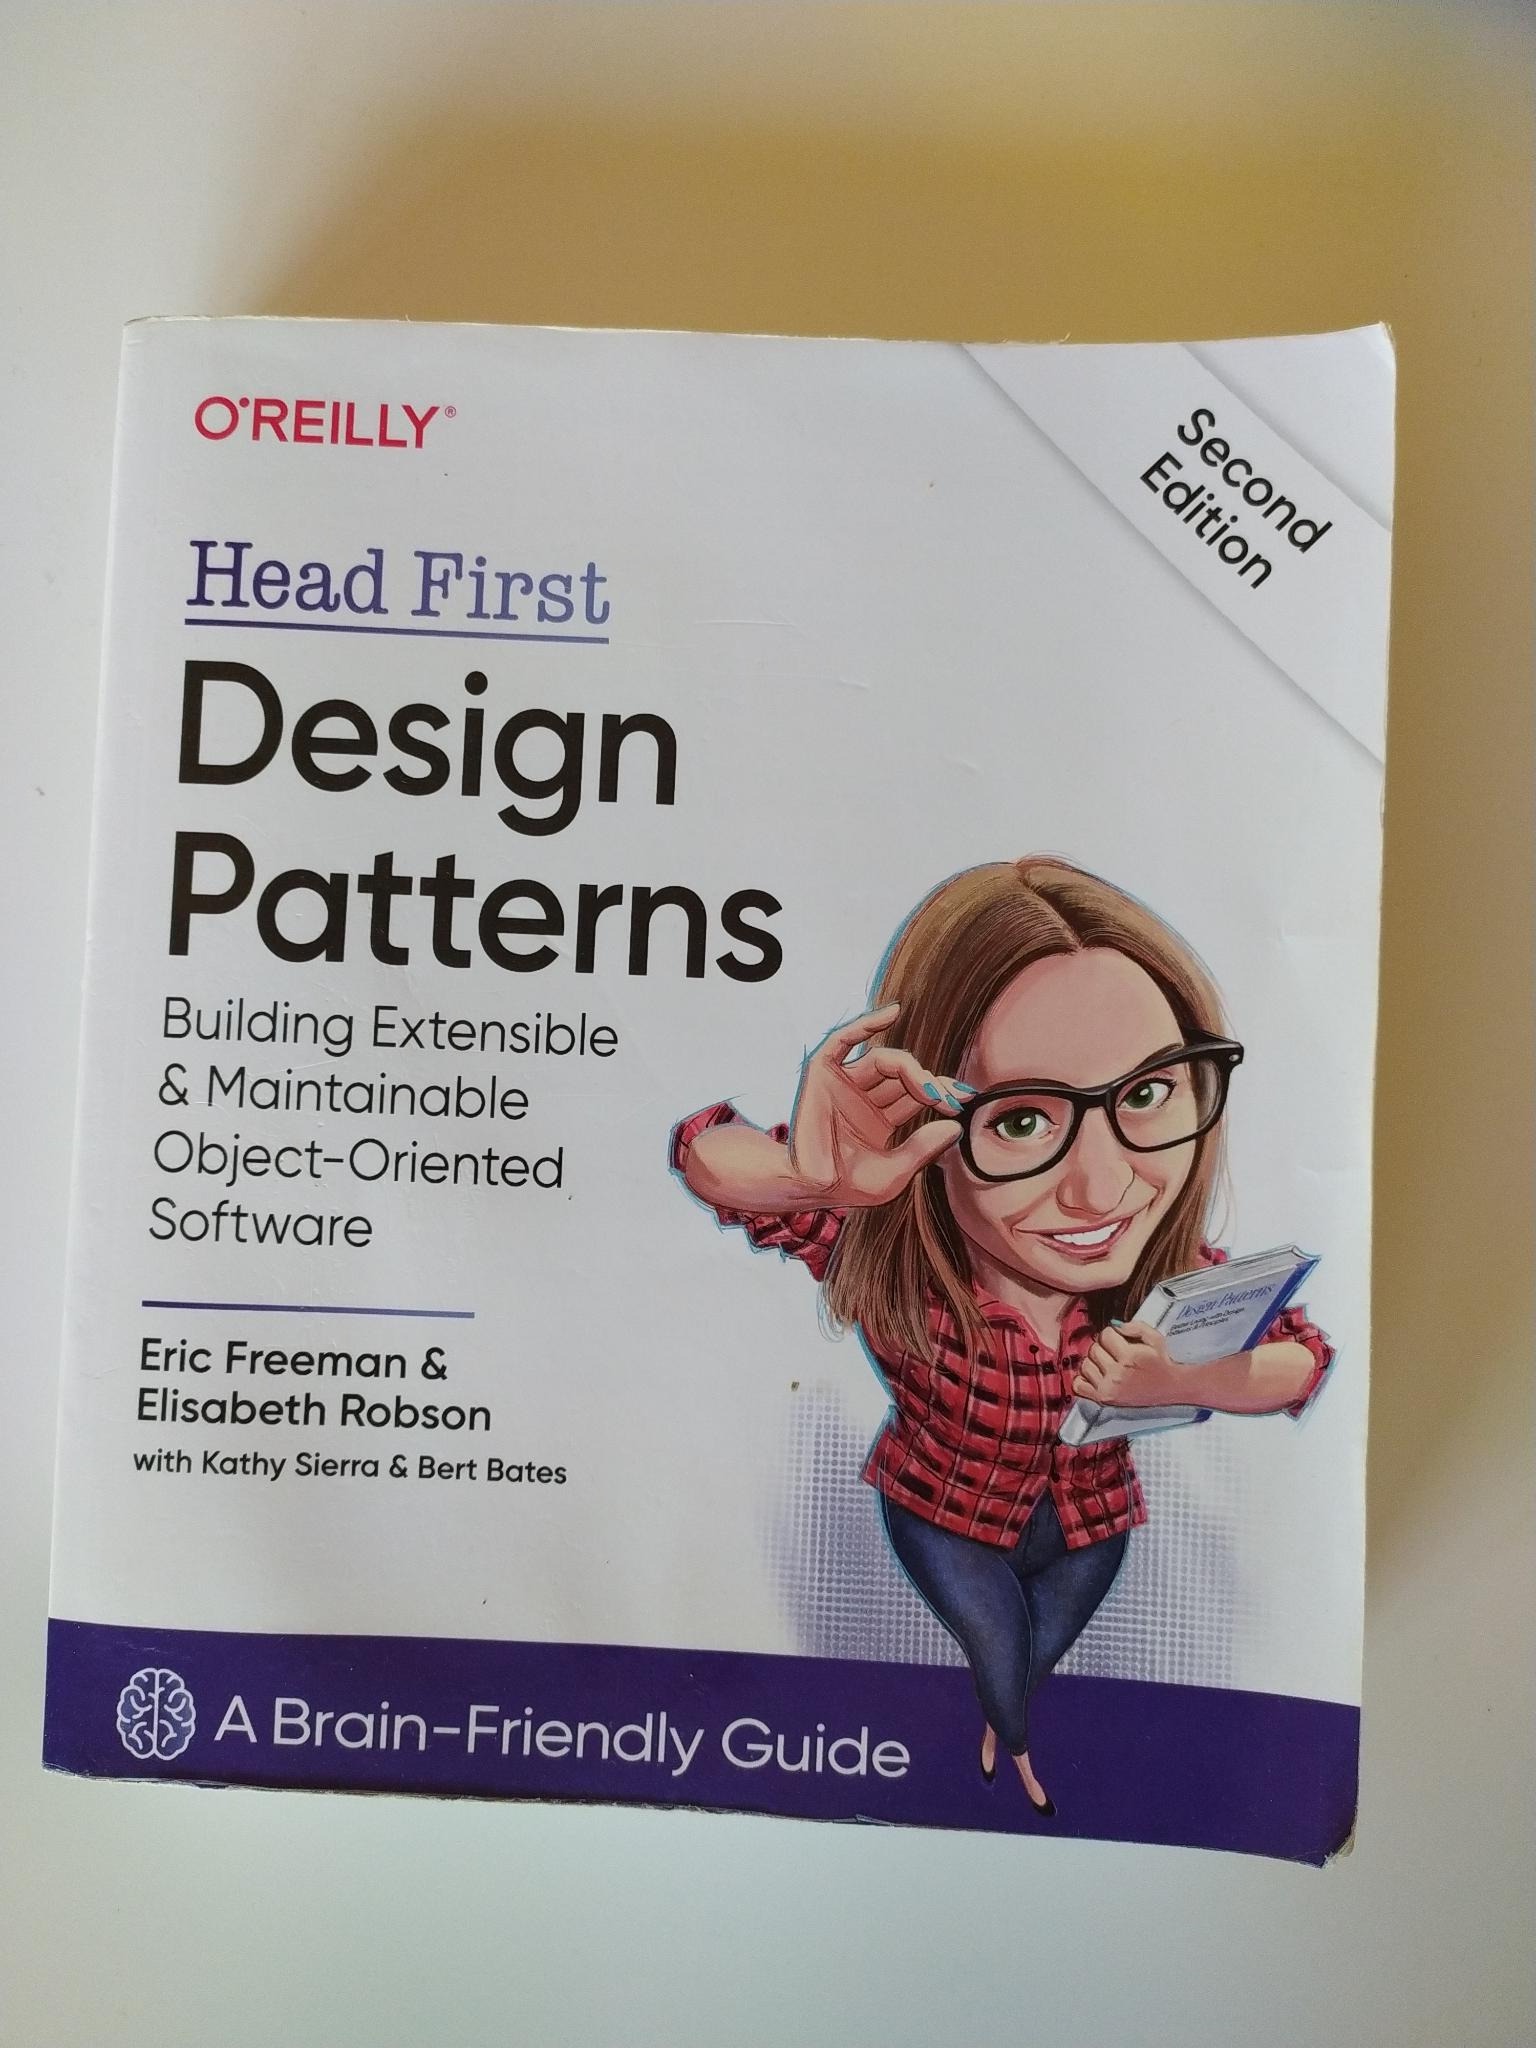 O'REILLY®
Second
Edition
Head First
Design
Patterns
Building Extensible
& Maintainable
Object-Oriented
Software
Eric Freeman &
Elisabeth Robson
with Kathy Sierra & Bert Bates
Design Patterns
A Brain-Friendly Guide